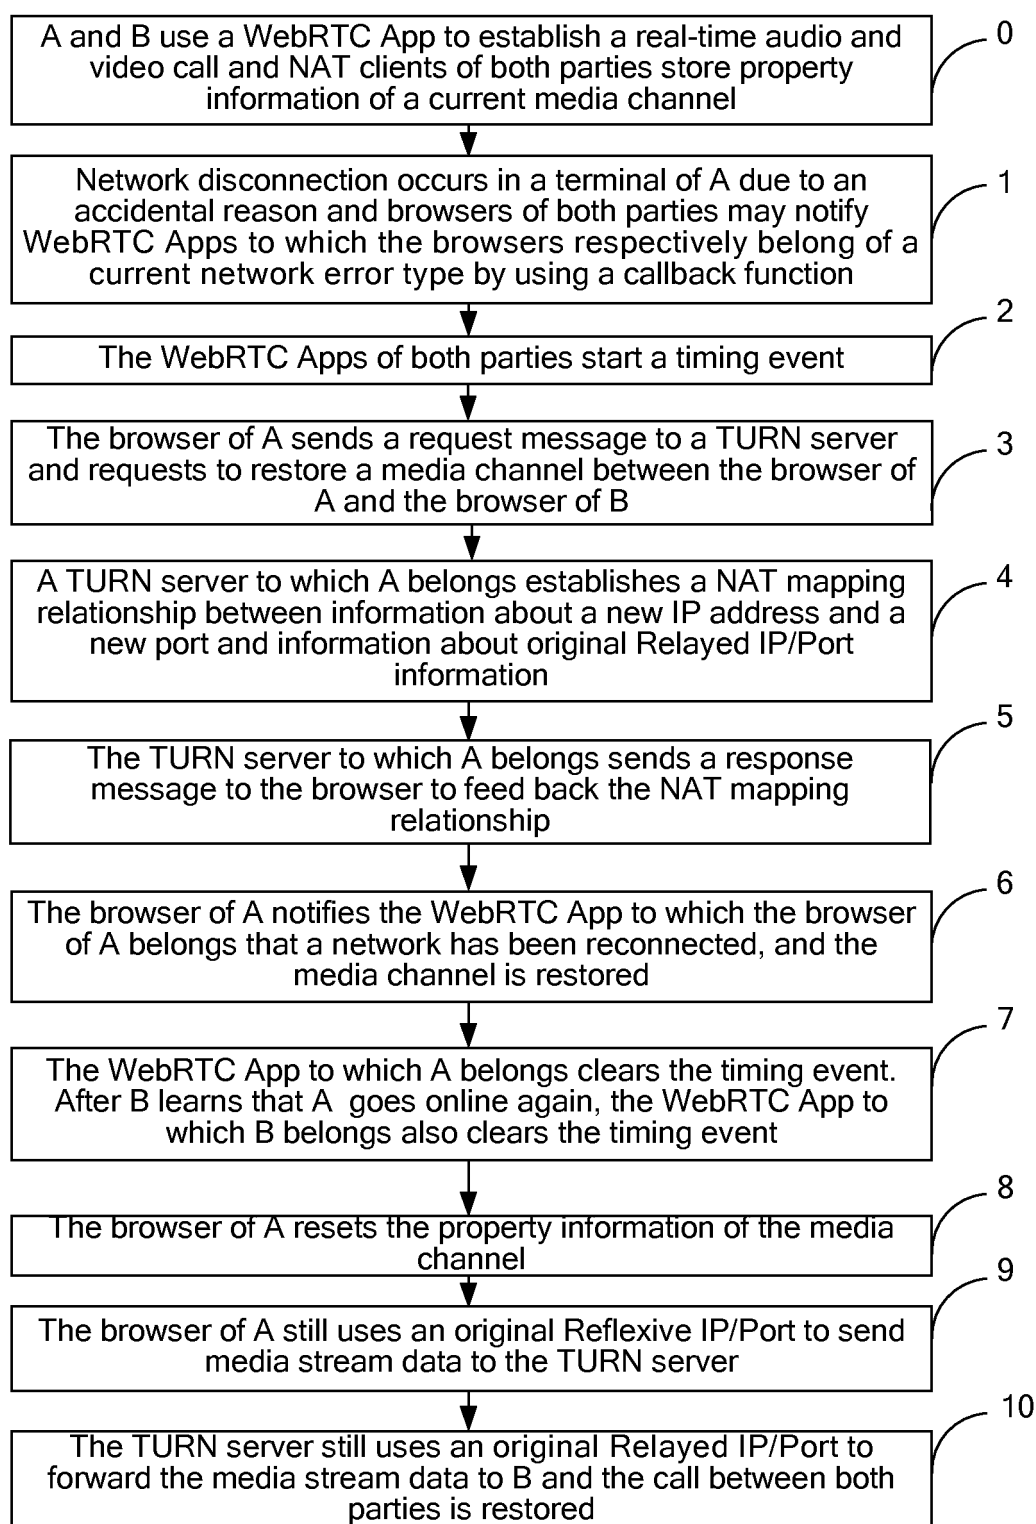 A and B use a WebRTC App to establish a real-time audio and
video call and NAT clients of both parties store property
information of a current media channel
0
Network disconnection occurs in a terminal of A due to an
accidental reason and browsers of both parties may notify
WebRTC Apps to which the browsers respectively belong of a
current network error type by using a callback function
1
The WebRTC Apps of both parties start a timing event
2
The browser of A sends a request message to a TURN server
and requests to restore a media channel between the browser of
A and the browser of B
3
A TURN server to which A belongs establishes a NAT mapping
relationship between information about a new IP address and a
new port and information about original Relayed IP/Port
information
4
The TURN server to which A belongs sends a response
message to the browser to feed back the NAT mapping
relationship
5
The browser of A notifies the WebRTC App to which the browser
of A belongs that a network has been reconnected, and the
media channel is restored
6
The WebRTC App to which A belongs clears the timing event.
After B learns that A goes online again, the WebRTC App to
which B belongs also clears the timing event
7
The browser of A resets the property information of the media
channel
8
The browser of A still uses an original Reflexive IP/Port to send
media stream data to the TURN server
9
The TURN server still uses an original Relayed IP/Port to
forward the media stream data to B and the call between both
parties is restored
10